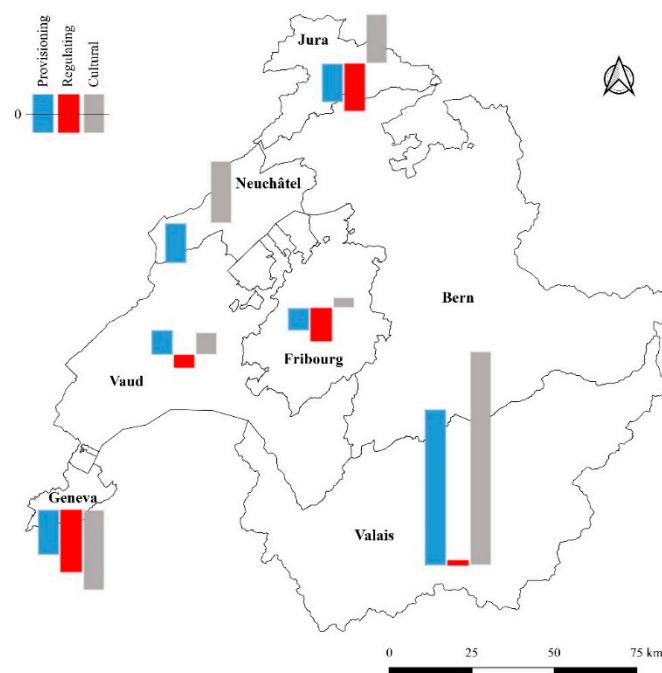 Provisioning
Regulating
Cultural
0
Jura
Neuchâtel
Bern
Fribourg
Vaud
Geneva
Valais
0 25 50 75 km